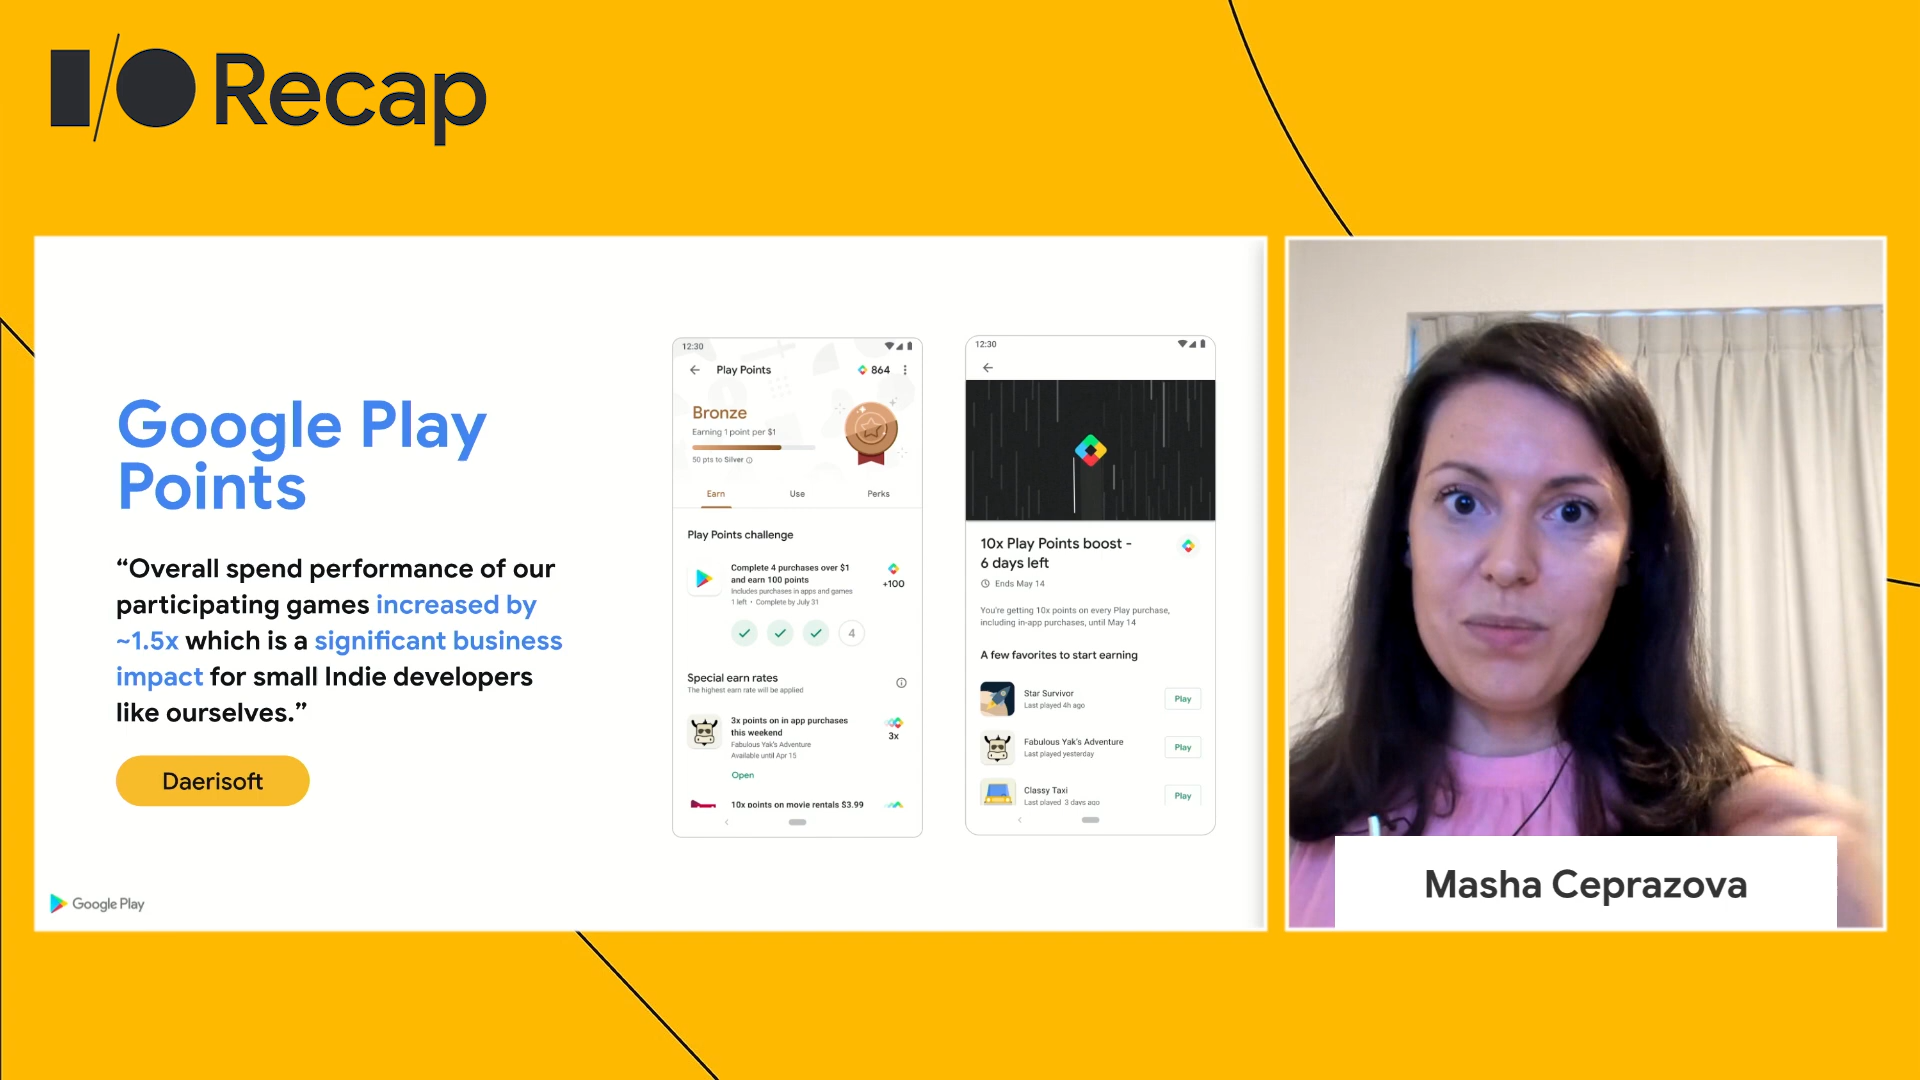 I/O Recap
Google Play
Points
“Overall spend performance of our
participating games increased by
~1.5x which is a significant business
impact for small Indie developers
like ourselves.”
Daerisoft
Google Play
12:30
Play Points
864
Bronze
Earning 1 point per $1
50 pts to Silver
Earn
Use
Perks
Play Points challenge
Complete 4 purchases over $1
and earn 100 points
+100
Includes purchases in apps and games
1 left • Complete by July 31
4
Special earn rates
The highest earn rate will be applied
3x points on in app purchases
this weekend
3x
Fabulous Yak's Adventure
Available until Apr 15
Open
10x points on movie rentals $3.99
12:30
10x Play Points boost -
6 days left
Ends May 14
You're getting 10x points on every Play purchase,
including in-app purchases, until May 14
A few favorites to start earning
Star Survivor
Last played 4h ago
Play
Fabulous Yak's Adventure
Last played yesterday
Play
Classy Taxi
Last played 3 days ago
Play
Masha Ceprazova